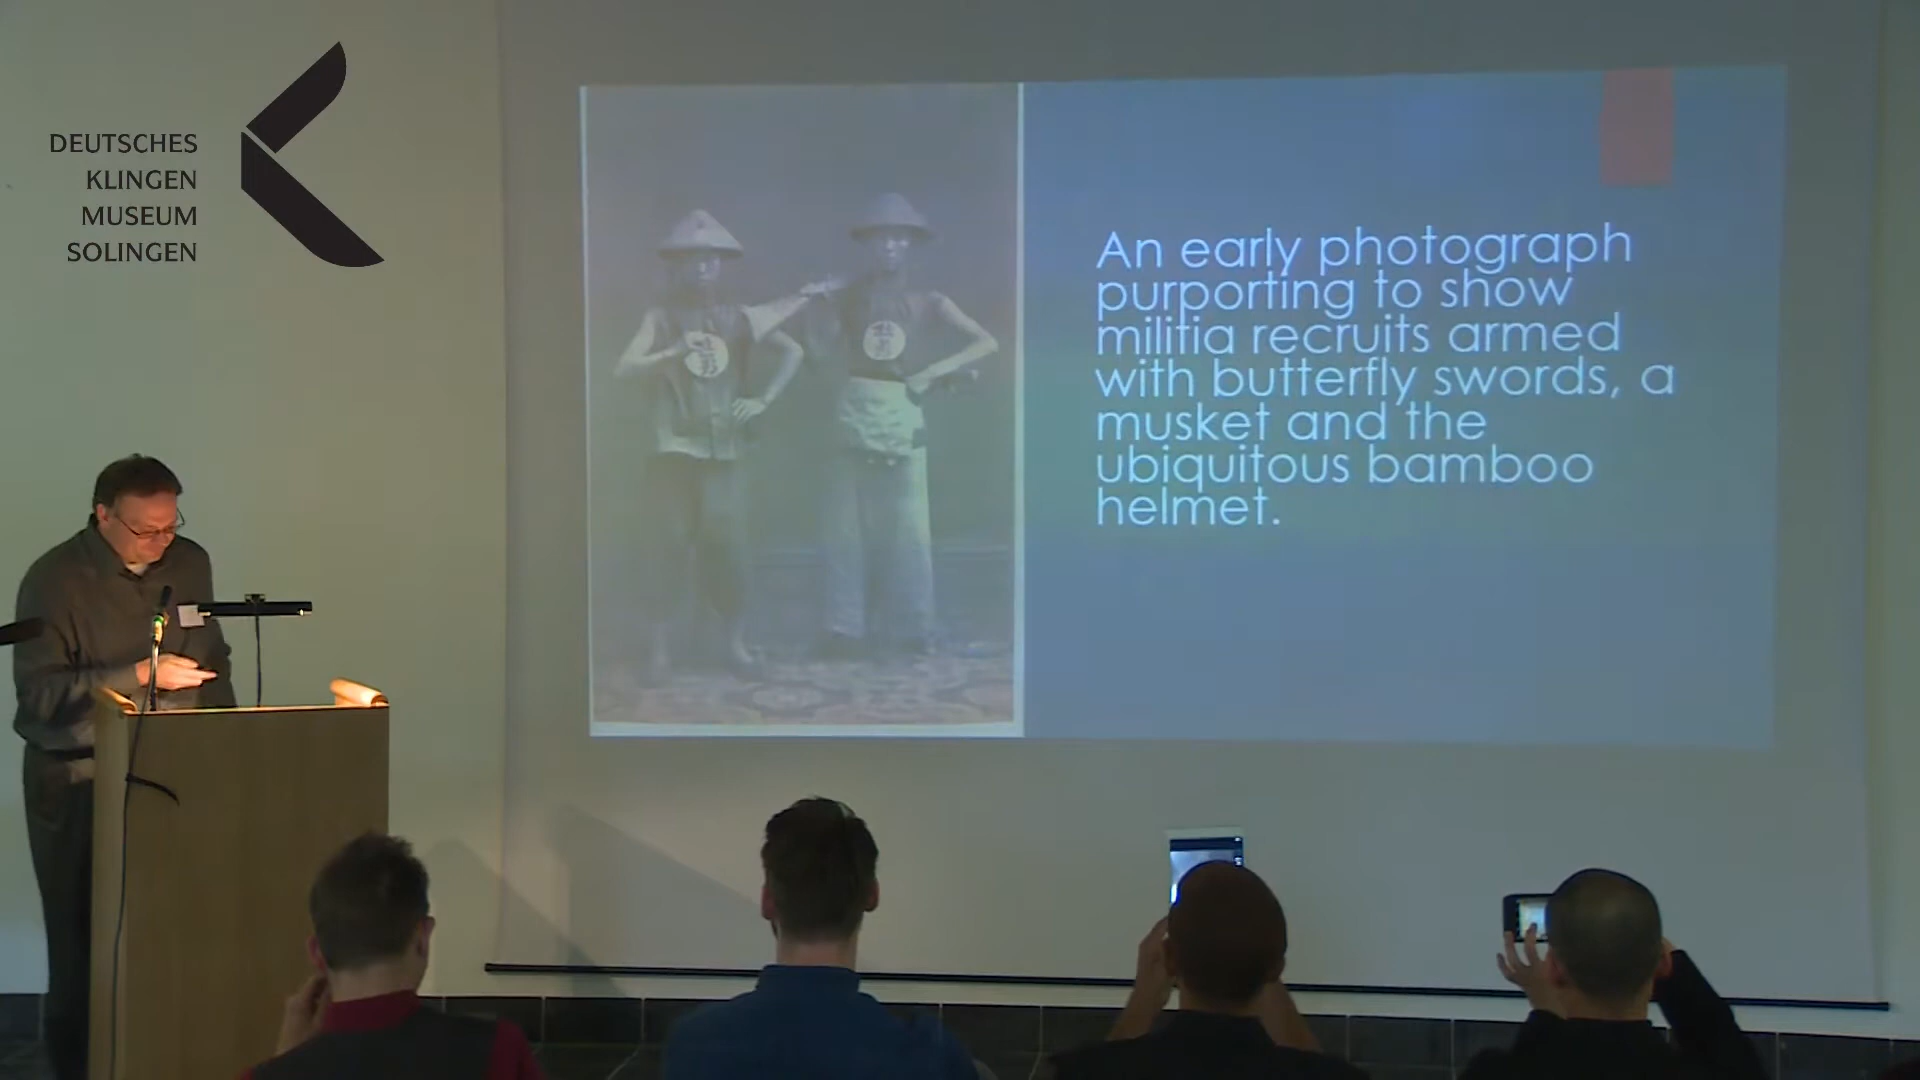 DEUTSCHES
KLINGEN
MUSEUM
SOLINGEN
An early photograph
purporting to show
militia recruits armed
with butterfly swords, a
musket and the
ubiquitous bamboo
helmet.